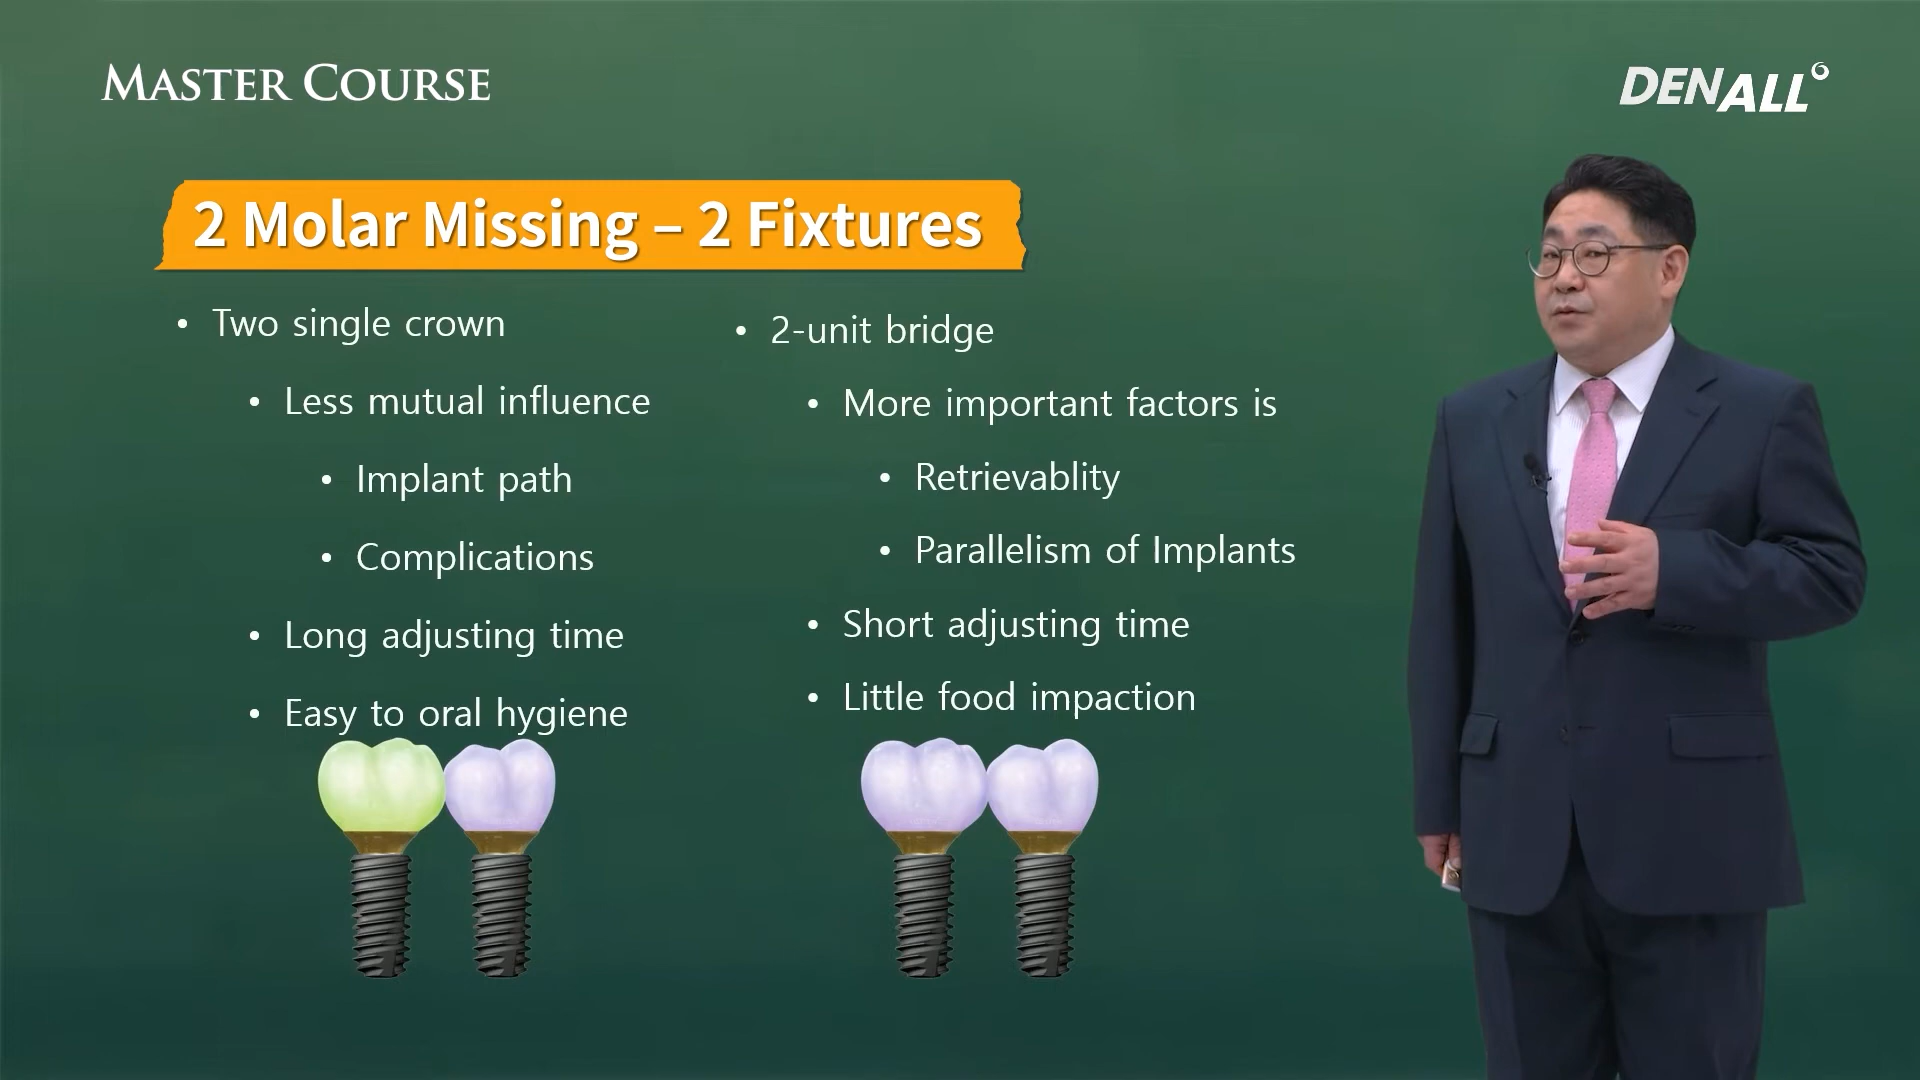 MASTER COURSE
DENALL
2 Molar Missing – 2 Fixtures
• Two single crown
• Less mutual influence
• Implant path
• Complications
• Long adjusting time
• Easy to oral hygiene
• 2-unit bridge
• More important factors is
• Retrievablity
• Parallelism of Implants
• Short adjusting time
• Little food impaction